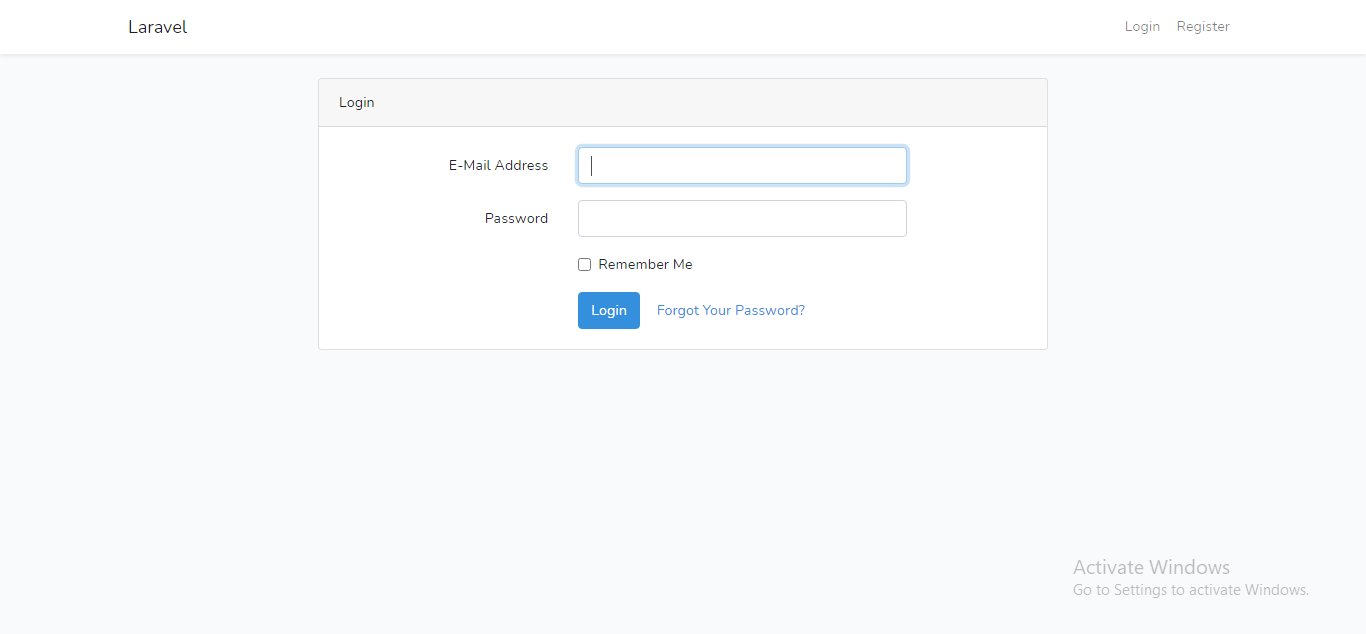 Laravel
Login Register
Login
E-Mail Address
Password
Remember Me
Login Forgot Your Password?
Activate Windows
Go to Settings to activate Windows.